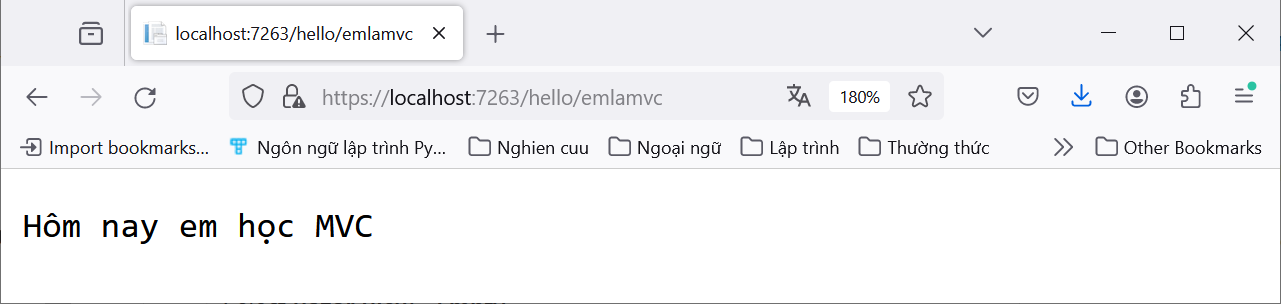 localhost:7263/hello/emlamvc
https://localhost:7263/hello/emlamvc 180%
Import bookmarks... Ngôn ngữ lập trình Py... Nghien cuu Ngoại ngữ Lập trình Thường thức Other Bookmarks
Hôm nay em học MVC